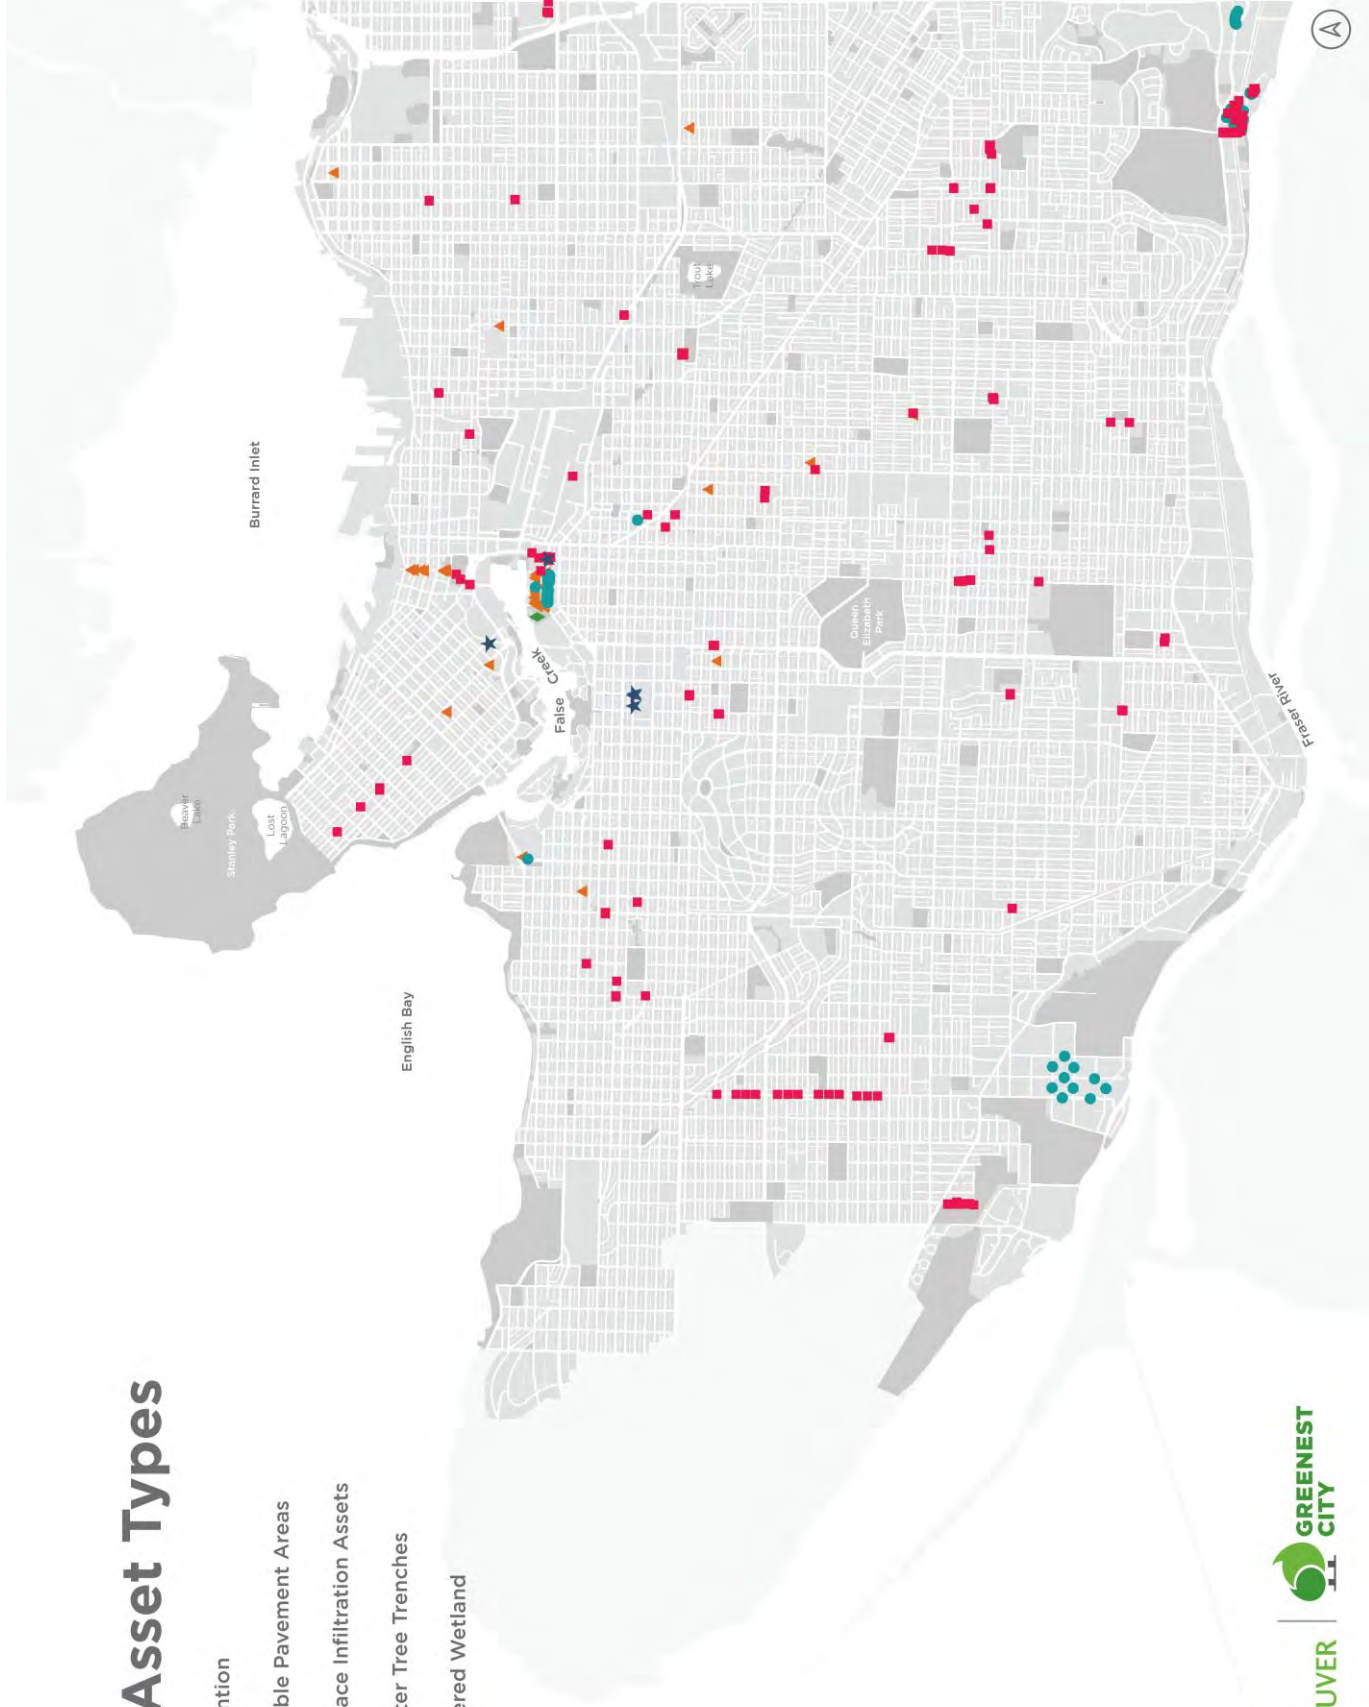 Asset Types
ntion
ble Pavement Areas
ace Infiltration Assets
ter Tree Trenches
ered Wetland
Burrard Inlet
English Bay
Beaver
Lake
Stanley Park
Lost
Lagoon
False
Creek
Trout
Lake
Queen
Elizabeth
Park
Fraser River
UVER
GREENEST
CITY